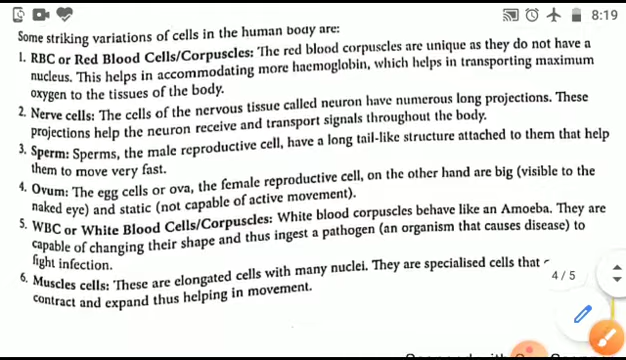 8:19
Some striking variations of cells in the human body are:
1. RBC or Red Blood Cells/Corpuscles: The red blood corpuscles are unique as they do not have a
nucleus. This helps in accommodating more haemoglobin, which helps in transporting maximum
oxygen to the tissues of the body.
2. Nerve cells: The cells of the nervous tissue called neuron have numerous long projections. These
projections help the neuron receive and transport signals throughout the body.
3. Sperm: Sperms, the male reproductive cell, have a long tail-like structure attached to them that help
them to move very fast.
4. Ovum: The egg cells or ova, the female reproductive cell, on the other hand are big (visible to the
naked eye) and static (not capable of active movement).
5. WBC or White Blood Cells/Corpuscles: White blood corpuscles behave like an Amoeba. They are
capable of changing their shape and thus ingest a pathogen (an organism that causes disease) to
fight infection.
6. Muscles cells: These are elongated cells with many nuclei. They are specialised cells that
contract and expand thus helping in movement.
4/5